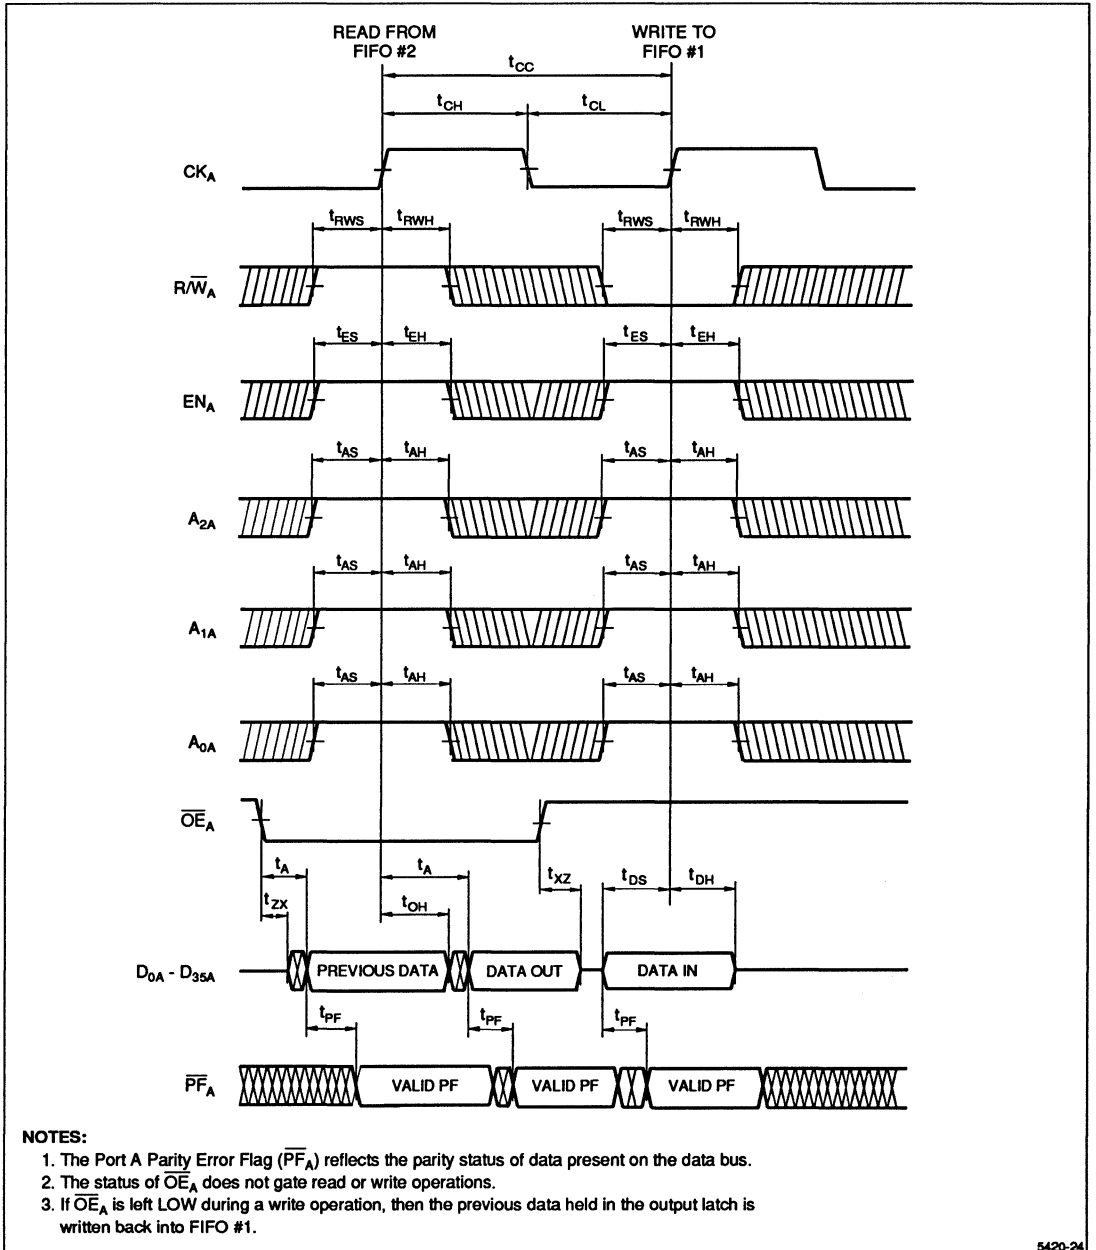 READ FROM
FIFO #2
WRITE TO
FIFO #1
tCC
tCH tCL
CKA
tRWS tRWH tRWS tRWH
R/W̅A
tES tEH tES tEH
ENA
tAS tAH tAS tAH
A2A
tAS tAH tAS tAH
A1A
tAS tAH tAS tAH
A0A
O̅E̅A
tA tA tXZ tDS tDH
tZX tOH
D0A - D35A PREVIOUS DATA DATA OUT DATA IN
tPF tPF tPF
P̅F̅A VALID PF VALID PF VALID PF
NOTES:
1. The Port A Parity Error Flag (P̅F̅A) reflects the parity status of data present on the data bus.
2. The status of O̅E̅A does not gate read or write operations.
3. If O̅E̅A is left LOW during a write operation, then the previous data held in the output latch is
written back into FIFO #1.
5420-24